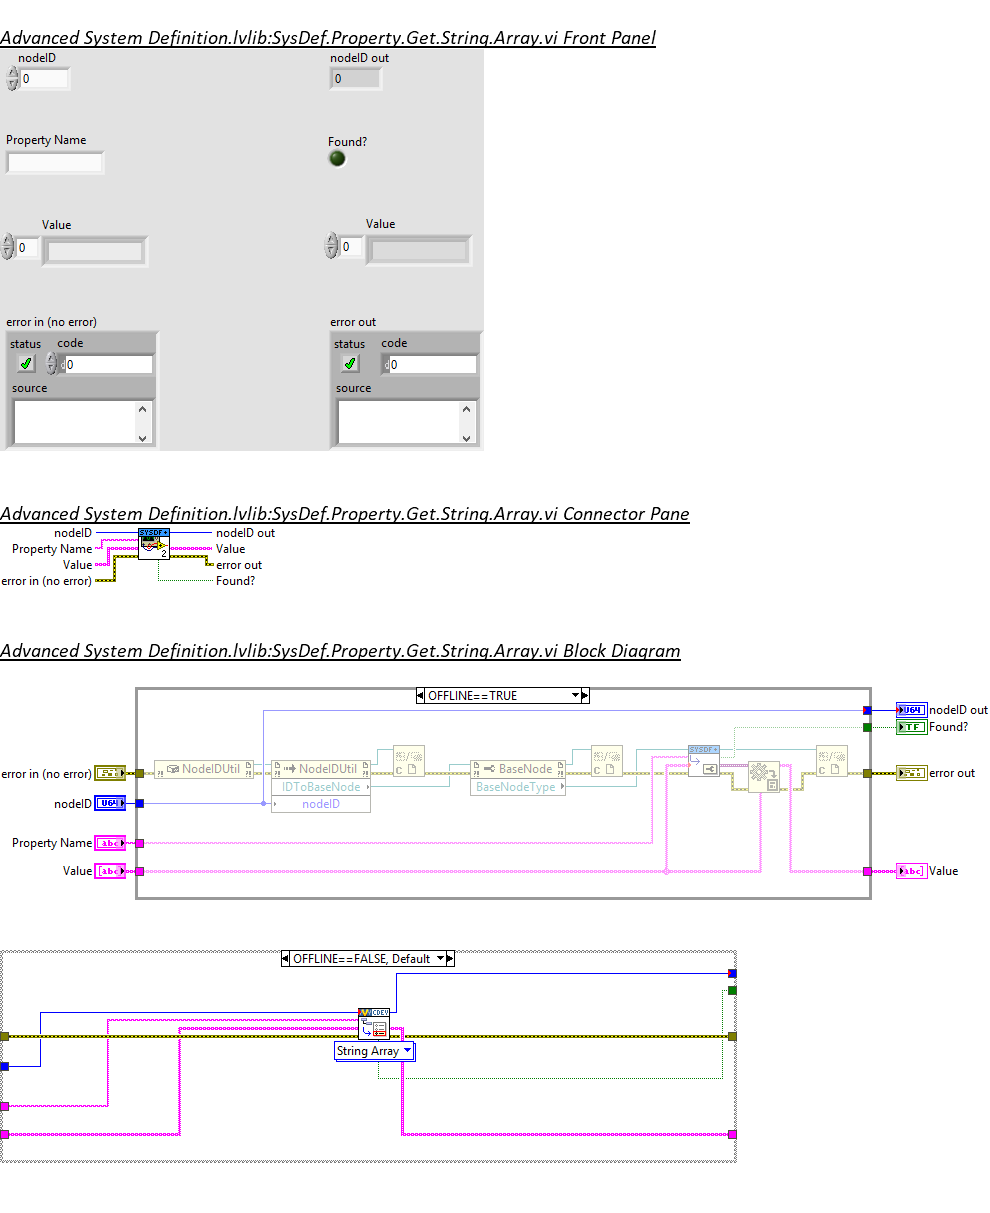 Advanced System Definition.lvlib:SysDef.Property.Get.String.Array.vi Front Panel
nodeID
nodeID out
0
0
Property Name
Found?
Value
Value
0
0
error in (no error)
error out
status code
status code
d0
d0
source
source
Advanced System Definition.lvlib:SysDef.Property.Get.String.Array.vi Connector Pane
nodeID
SYSDF+
nodeID out
Property Name
Value
2
Value
error out
error in (no error)
Found?
Advanced System Definition.lvlib:SysDef.Property.Get.String.Array.vi Block Diagram
OFFLINE==TRUE
U64
nodeID out
TF
Found?
SYSDF+
error in (no error)
NodeIDUtil
NodeIDUtil
BaseNode
error out
IDToBaseNode
BaseNodeType
nodeID
U64
nodeID
Property Name
abc
Value
[abc]
[abc]
Value
OFFLINE==FALSE, Default
CDEV
String Array